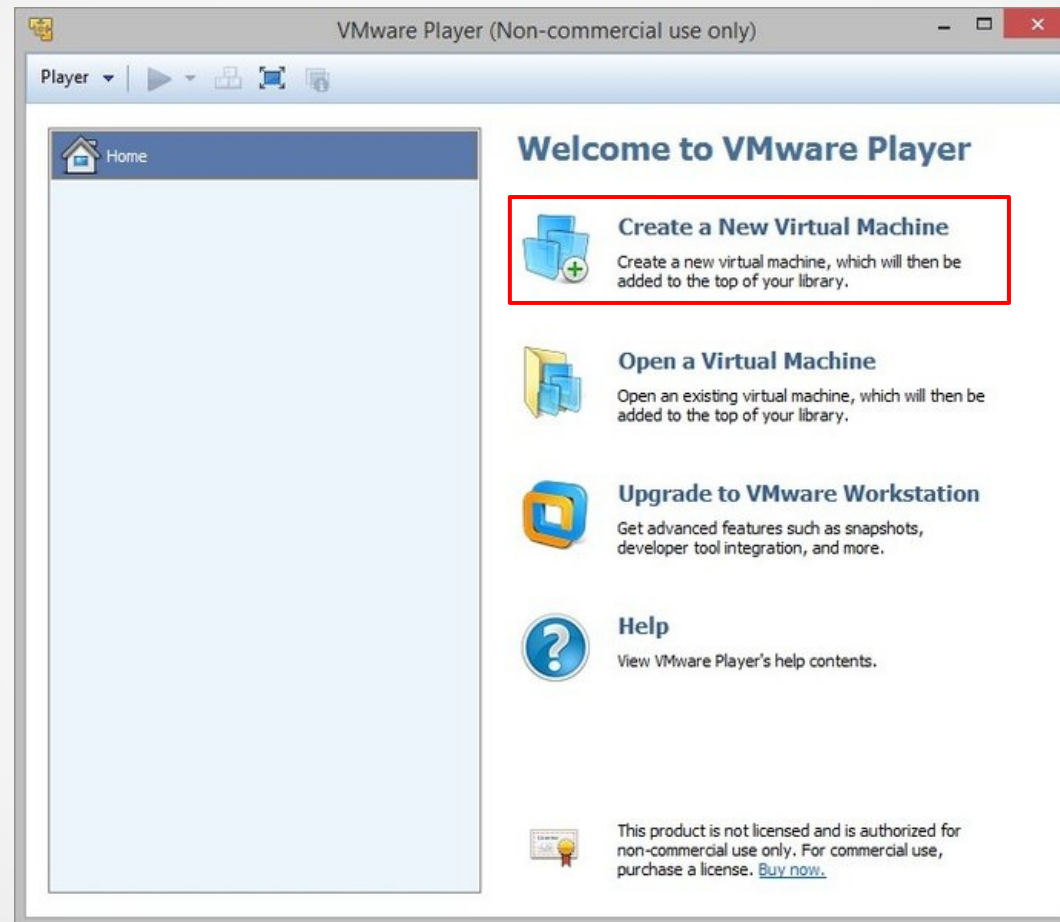 VMware Player (Non-commercial use only)
Player
Home
Welcome to VMware Player
Create a New Virtual Machine
Create a new virtual machine, which will then be
added to the top of your library.
Open a Virtual Machine
Open an existing virtual machine, which will then be
added to the top of your library.
Upgrade to VMware Workstation
Get advanced features such as snapshots,
developer tool integration, and more.
Help
View VMware Player's help contents.
This product is not licensed and is authorized for
non-commercial use only. For commercial use,
purchase a license. Buy now.